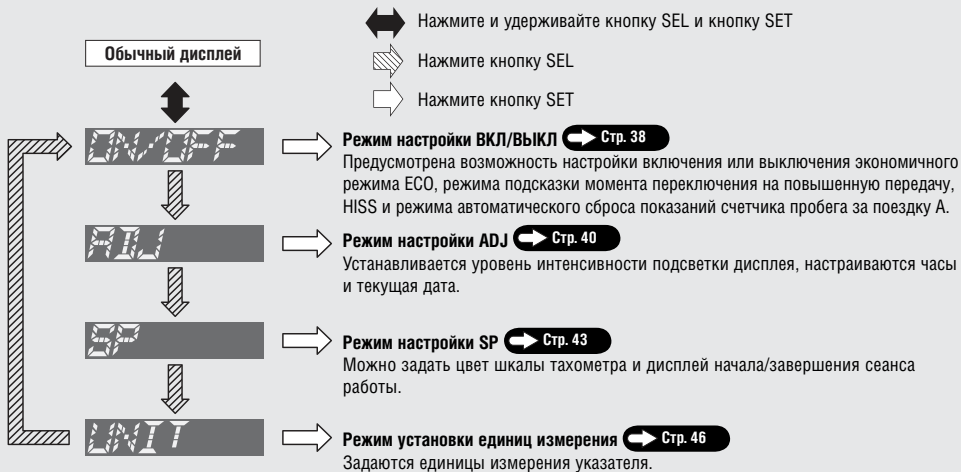 Нажмите и удерживайте кнопку SEL и кнопку SET
Обычный дисплей
Нажмите кнопку SEL
Нажмите кнопку SET
ON/OFF
Режим настройки ВКЛ/ВЫКЛ Стр. 38
Предусмотрена возможность настройки включения или выключения экономичного
режима ECO, режима подсказки момента переключения на повышенную передачу,
HISS и режима автоматического сброса показаний счетчика пробега за поездку A.
ADJ
Режим настройки ADJ Стр. 40
Устанавливается уровень интенсивности подсветки дисплея, настраиваются часы
и текущая дата.
SP
Режим настройки SP Стр. 43
Можно задать цвет шкалы тахометра и дисплей начала/завершения сеанса
работы.
UNIT
Режим установки единиц измерения Стр. 46
Задаются единицы измерения указателя.